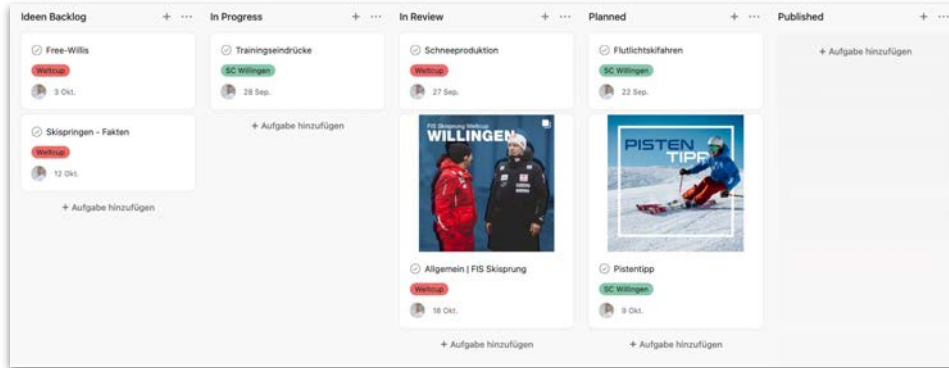 Ideen Backlog
Free-Willis
Weltcup
3 Okt.
Skispringen - Fakten
Weltcup
12 Okt.
+ Aufgabe hinzufügen
In Progress
Trainingseindrücke
SC Willingen
28 Sep.
+ Aufgabe hinzufügen
In Review
Schneeproduktion
Weltcup
27 Sep.
FIS Skisprung Weltcup
WILLINGEN
Allgemein | FIS Skisprung
Weltcup
18 Okt.
+ Aufgabe hinzufügen
Planned
Flutlichtskifahren
SC Willingen
22 Sep.
PISTEN
TIPP
Pistentipp
SC Willingen
9 Okt.
+ Aufgabe hinzufügen
Published
+ Aufgabe hinzufügen